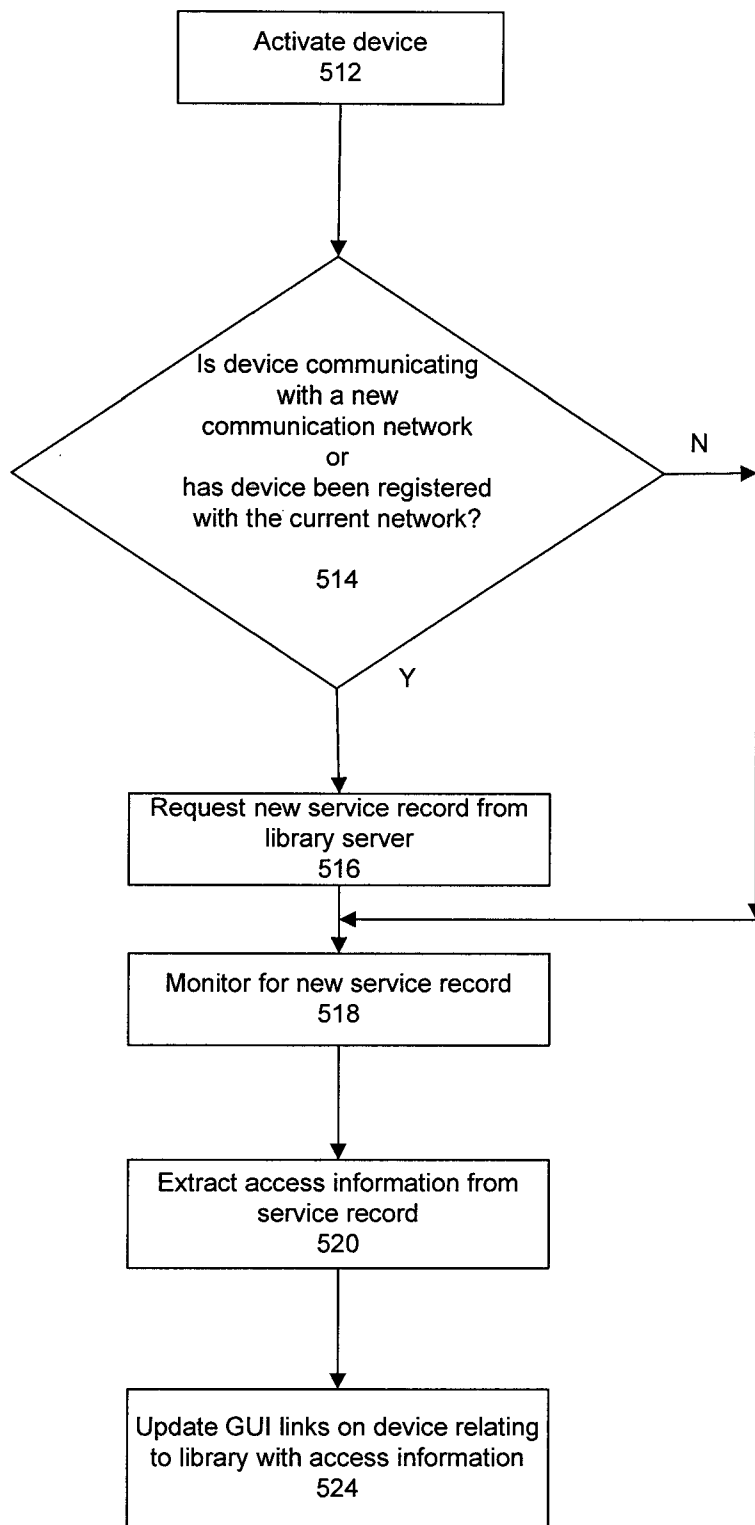 Activate device
512
Is device communicating
with a new
communication network
or
has device been registered
with the current network?
514
N
Y
Request new service record from
library server
516
Monitor for new service record
518
Extract access information from
service record
520
Update GUI links on device relating
to library with access information
524